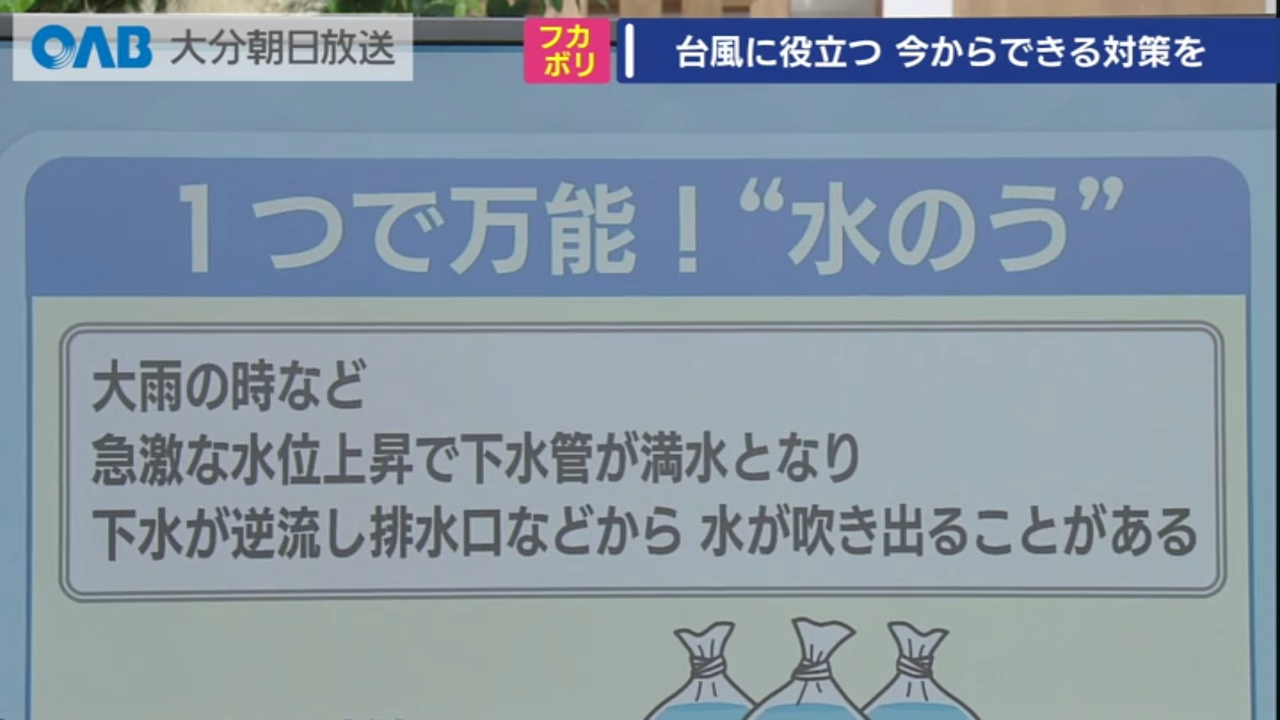 OAB 大分朝日放送
フカボリ
台風に役立つ 今からできる対策を
1つで万能！“水のう”
大雨の時など
急激な水位上昇で下水管が満水となり
下水が逆流し排水口などから 水が吹き出ることがある